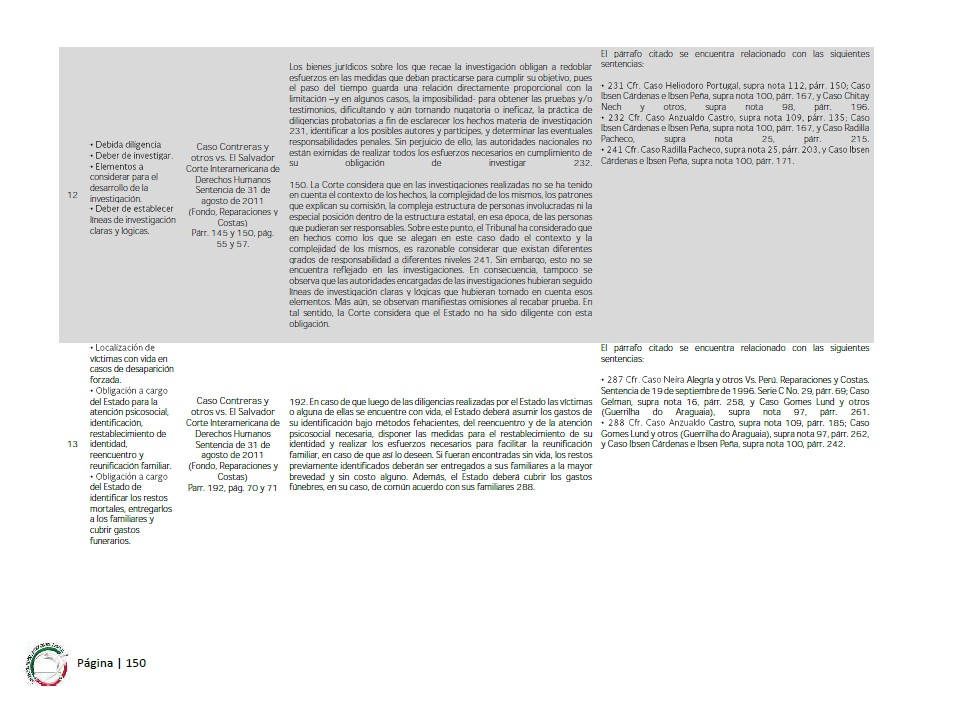 12
• Debida diligencia
• Deber de investigar.
• Elementos a
considerar para el
desarrollo de la
investigación.
• Deber de establecer
líneas de investigación
claras y lógicas.
Caso Contreras y
otros vs. El Salvador
Corte Interamericana de
Derechos Humanos
Sentencia de 31 de
agosto de 2011
(Fondo, Reparaciones y
Costas)
Párr. 145 y 150, pág.
55 y 57.
Los bienes jurídicos sobre los que recae la investigación obligan a redoblar
esfuerzos en las medidas que deban practicarse para cumplir su objetivo, pues
el paso del tiempo guarda una relación directamente proporcional con la
limitación –y en algunos casos, la imposibilidad- para obtener las pruebas y/o
testimonios, dificultando y aún tornando nugatoria o ineficaz, la práctica de
diligencias probatorias a fin de esclarecer los hechos materia de investigación
231, identificar a los posibles autores y partícipes, y determinar las eventuales
responsabilidades penales. Sin perjuicio de ello, las autoridades nacionales no
están eximidas de realizar todos los esfuerzos necesarios en cumplimiento de
su obligación de investigar 232.
150. La Corte considera que en las investigaciones realizadas no se ha tenido
en cuenta el contexto de los hechos, la complejidad de los mismos, los patrones
que explican su comisión, la compleja estructura de personas involucradas ni la
especial posición dentro de la estructura estatal, en esa época, de las personas
que pudieran ser responsables. Sobre este punto, el Tribunal ha considerado que
en hechos como los que se alegan en este caso dado el contexto y la
complejidad de los mismos, es razonable considerar que existan diferentes
grados de responsabilidad a diferentes niveles 241. Sin embargo, esto no se
encuentra reflejado en las investigaciones. En consecuencia, tampoco se
observa que las autoridades encargadas de las investigaciones hubieran seguido
líneas de investigación claras y lógicas que hubieran tomado en cuenta esos
elementos. Más aún, se observan manifiestas omisiones al recabar prueba. En
tal sentido, la Corte considera que el Estado no ha sido diligente con esta
obligación.
El párrafo citado se encuentra relacionado con las siguientes
sentencias:
• 231 Cfr. Caso Heliodoro Portugal, supra nota 112, párr. 150; Caso
Ibsen Cárdenas e Ibsen Peña, supra nota 100, párr. 167, y Caso Chitay
Nech y otros, supra nota 98, párr. 196.
• 232 Cfr. Caso Anzualdo Castro, supra nota 109, párr. 135; Caso
Ibsen Cárdenas e Ibsen Peña, supra nota 100, párr. 167, y Caso Radilla
Pacheco, supra nota 25, párr. 215.
• 241 Cfr. Caso Radilla Pacheco, supra nota 25, párr. 203, y Caso Ibsen
Cárdenas e Ibsen Peña, supra nota 100, párr. 171.
13
• Localización de
víctimas con vida en
casos de desaparición
forzada.
• Obligación a cargo
del Estado para la
atención psicosocial,
identificación,
restablecimiento de
identidad,
reencuentro y
reunificación familiar.
• Obligación a cargo
del Estado de
identificar los restos
mortales, entregarlos
a los familiares y
cubrir gastos
funerarios.
Caso Contreras y
otros vs. El Salvador
Corte Interamericana de
Derechos Humanos
Sentencia de 31 de
agosto de 2011
(Fondo, Reparaciones y
Costas)
Parr. 192, pág. 70 y 71
192. En caso de que luego de las diligencias realizadas por el Estado las víctimas
o alguna de ellas se encuentre con vida, el Estado deberá asumir los gastos de
su identificación bajo métodos fehacientes, del reencuentro y de la atención
psicosocial necesaria, disponer las medidas para el restablecimiento de su
identidad y realizar los esfuerzos necesarios para facilitar la reunificación
familiar, en caso de que así lo deseen. Si fueran encontradas sin vida, los restos
previamente identificados deberán ser entregados a sus familiares a la mayor
brevedad y sin costo alguno. Además, el Estado deberá cubrir los gastos
fúnebres, en su caso, de común acuerdo con sus familiares 288.
El párrafo citado se encuentra relacionado con las siguientes
sentencias:
• 287 Cfr. Caso Neira Alegría y otros Vs. Perú. Reparaciones y Costas.
Sentencia de 19 de septiembre de 1996. Serie C No. 29, párr. 69; Caso
Gelman, supra nota 16, párr. 258, y Caso Gomes Lund y otros
(Guerrilha do Araguaia), supra nota 97, párr. 261.
• 288 Cfr. Caso Anzualdo Castro, supra nota 109, párr. 185; Caso
Gomes Lund y otros (Guerrilha do Araguaia), supra nota 97, párr. 262,
y Caso Ibsen Cárdenas e Ibsen Peña, supra nota 100, párr. 242.
Página | 150